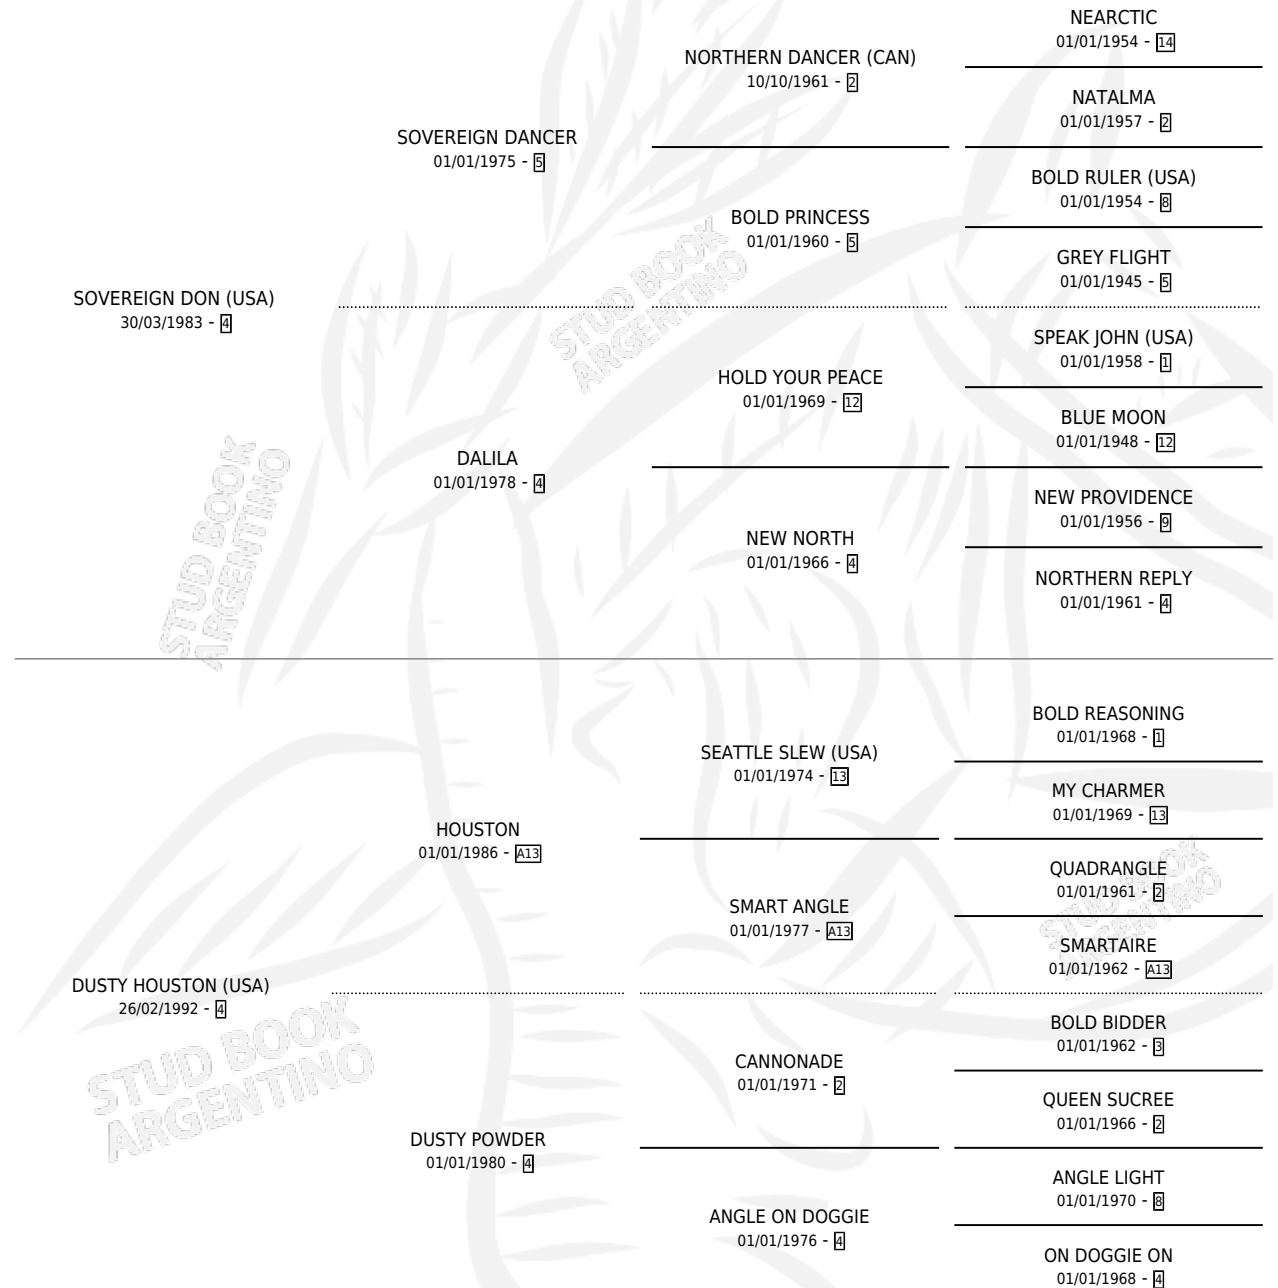 NEARCTIC
01/01/1954 - 14
NORTHERN DANCER (CAN)
10/10/1961 - 2
NATALMA
01/01/1957 - 2
SOVEREIGN DANCER
01/01/1975 - 5
BOLD RULER (USA)
01/01/1954 - 8
BOLD PRINCESS
01/01/1960 - 5
GREY FLIGHT
01/01/1945 - 5
SOVEREIGN DON (USA)
30/03/1983 - 4
SPEAK JOHN (USA)
01/01/1958 - 1
HOLD YOUR PEACE
01/01/1969 - 12
BLUE MOON
01/01/1948 - 12
DALILA
01/01/1978 - 4
NEW PROVIDENCE
01/01/1956 - 9
NEW NORTH
01/01/1966 - 4
NORTHERN REPLY
01/01/1961 - 4
BOLD REASONING
01/01/1968 - 1
SEATTLE SLEW (USA)
01/01/1974 - 13
MY CHARMER
01/01/1969 - 13
HOUSTON
01/01/1986 - A13
QUADRANGLE
01/01/1961 - 2
SMART ANGLE
01/01/1977 - A13
SMARTAIRE
01/01/1962 - A13
DUSTY HOUSTON (USA)
26/02/1992 - 4
BOLD BIDDER
01/01/1962 - 3
CANNONADE
01/01/1971 - 2
QUEEN SUCREE
01/01/1966 - 2
DUSTY POWDER
01/01/1980 - 4
ANGLE LIGHT
01/01/1970 - 8
ANGLE ON DOGGIE
01/01/1976 - 4
ON DOGGIE ON
01/01/1968 - 4
STUD BOOK
ARGENTINO
STUD BOOK
ARGENTINO
STUD BOOK
ARGENTINO
STUD BOOK
ARGENTINO